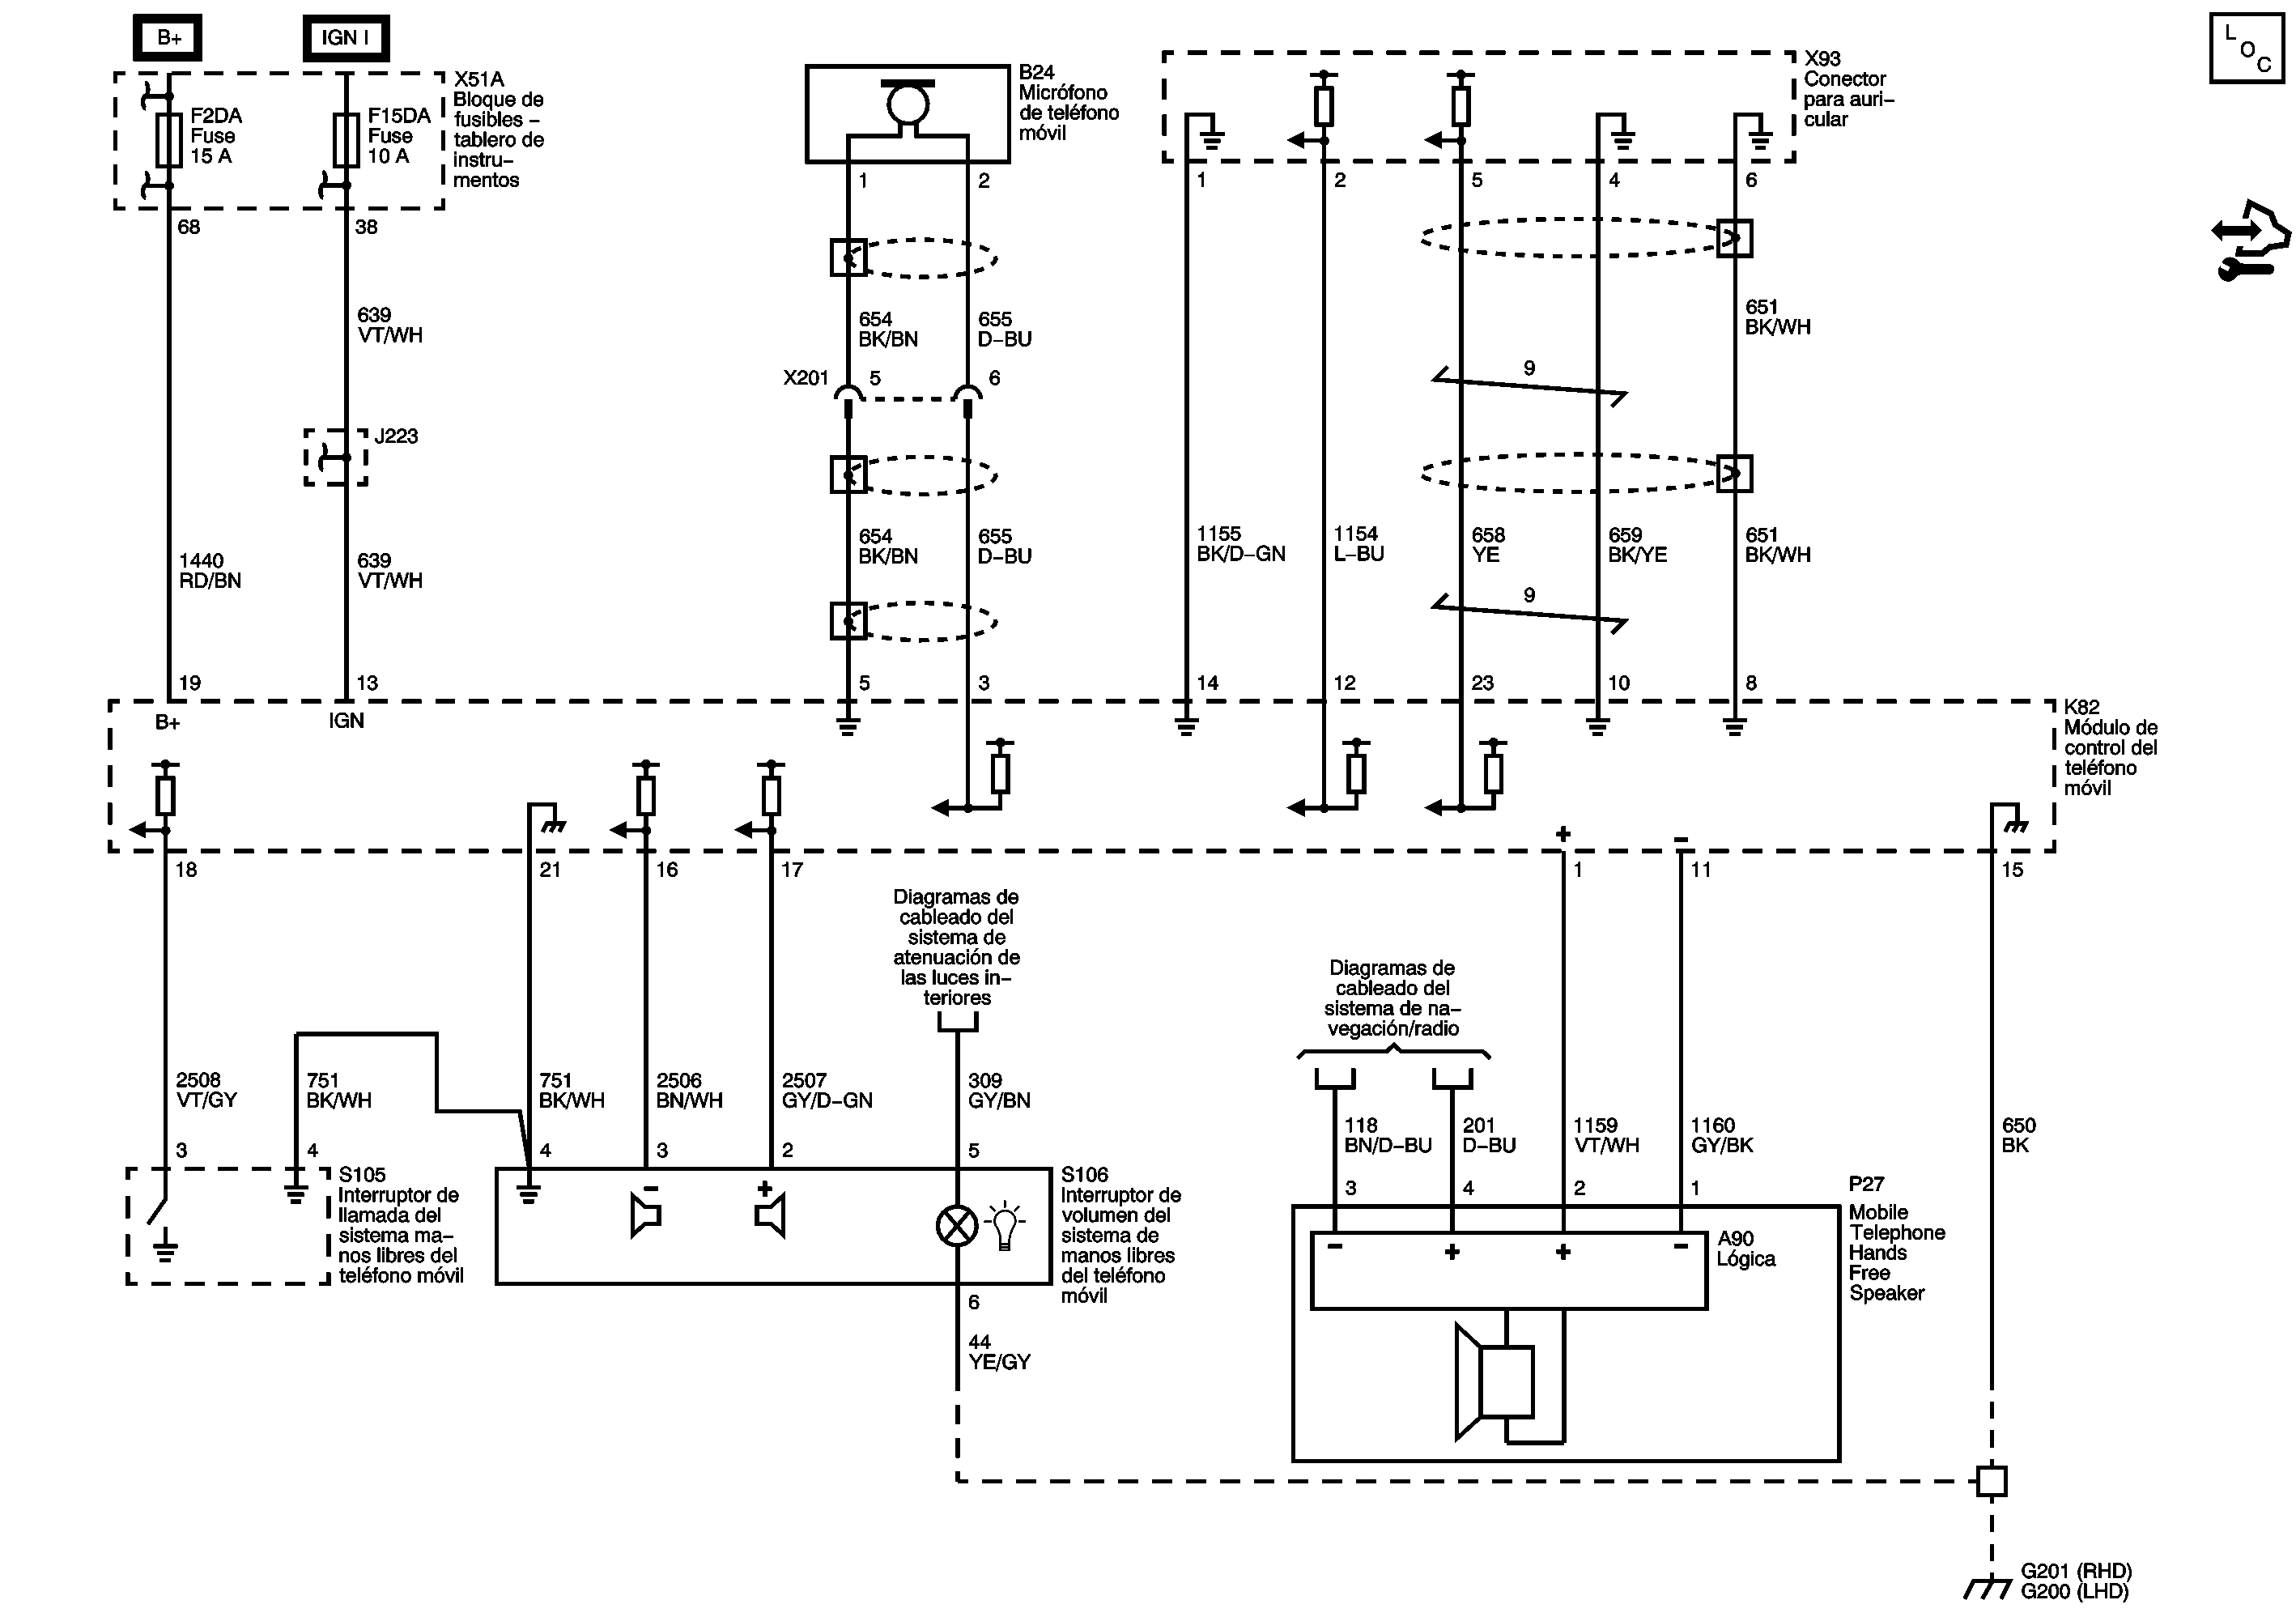 B+
IGN I
L
O
C
X51A
Bloque de
fusibles –
tablero de
instru–
mentos
F2DA
Fuse
15 A
F15DA
Fuse
10 A
B24
Micrófono
de teléfono
móvil
X93
Conector
para auri–
cular
68
38
1
2
1
2
5
4
6
639
VT/WH
654
BK/BN
655
D–BU
651
BK/WH
X201
5
6
9
J223
1440
RD/BN
639
VT/WH
654
BK/BN
655
D–BU
1155
BK/D–GN
1154
L–BU
658
YE
659
BK/YE
651
BK/WH
9
19
13
5
3
14
12
23
10
8
B+
IGN
K82
Módulo de
control del
teléfono
móvil
+
–
18
21
16
17
1
11
15
Diagramas de
cableado del
sistema de
atenuación de
las luces in–
teriores
Diagramas de
cableado del
sistema de na–
vegación/radio
2508
VT/GY
751
BK/WH
751
BK/WH
2506
BN/WH
2507
GY/D–GN
309
GY/BN
118
BN/D–BU
201
D–BU
1159
VT/WH
1160
GY/BK
650
BK
3
4
4
3
2
5
3
4
2
1
S105
Interruptor de
llamada del
sistema ma–
nos libres del
teléfono móvil
–
+
S106
Interruptor de
volumen del
sistema de
manos libres
del teléfono
móvil
–
+
+
–
A90
Lógica
P27
Mobile
Telephone
Hands
Free
Speaker
6
44
YE/GY
G201 (RHD)
G200 (LHD)